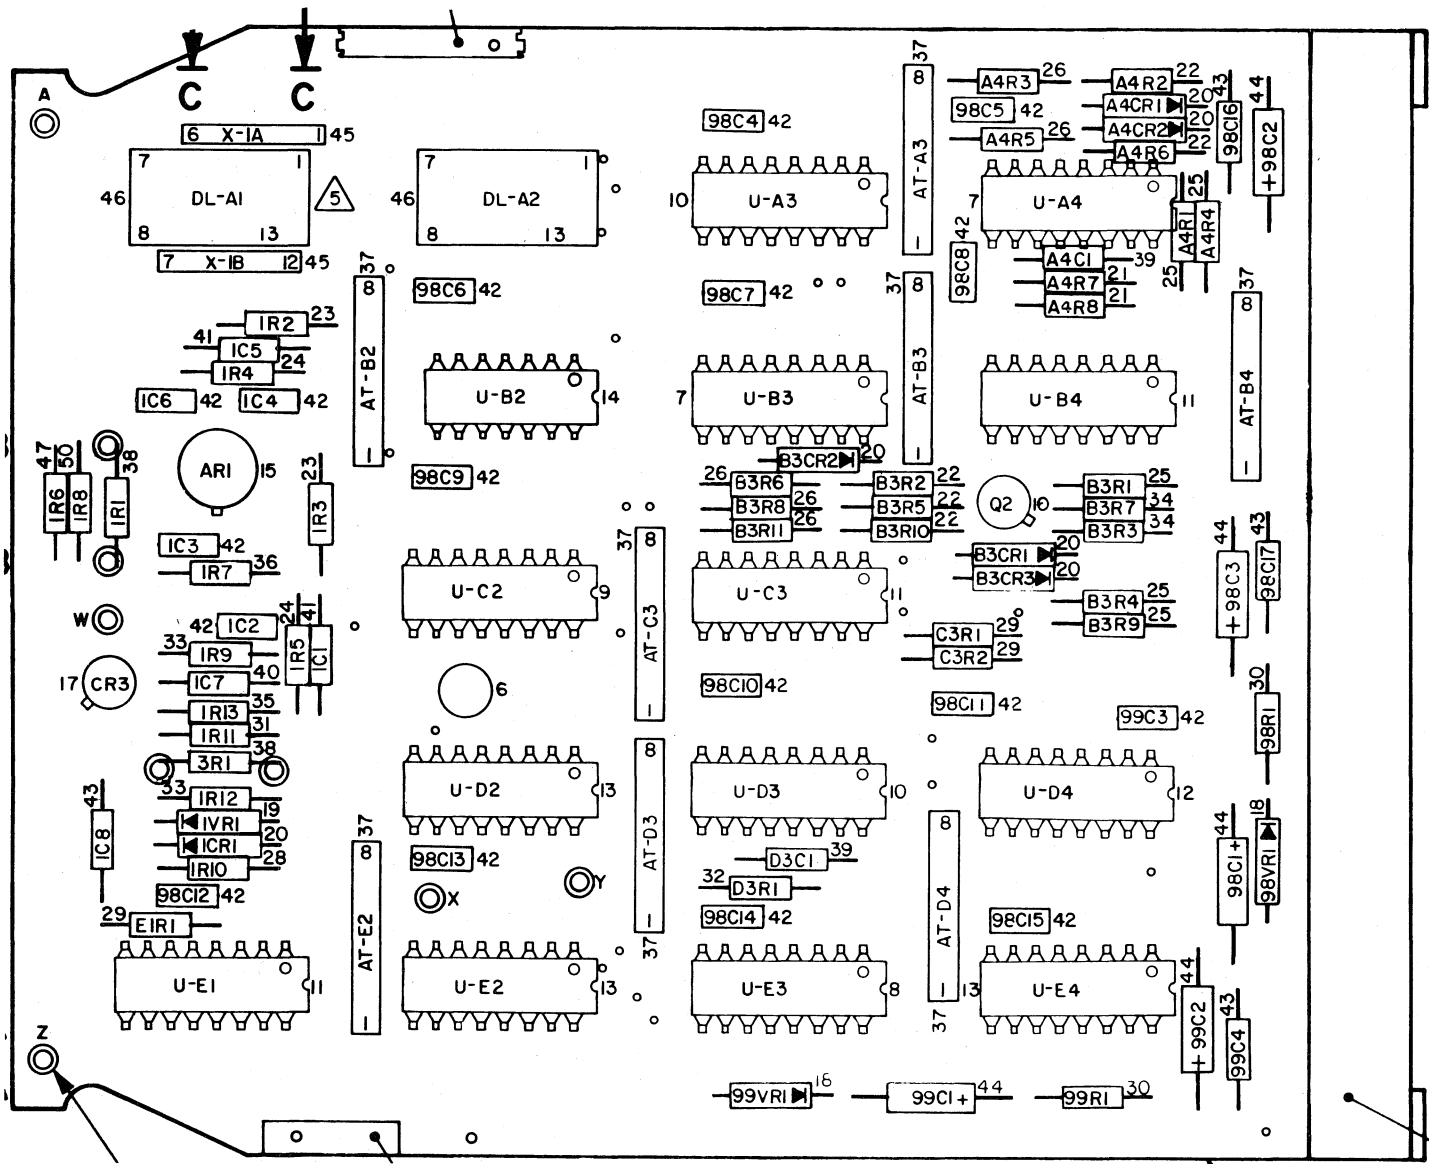 C C
A
6 X-1A 1 45
7 1
46 DL-A1
8 13
5
7 X-1B 12 45
7 1
46 DL-A2
8 13
98C4 42
10 U-A3
37
8 AT-A3 1
A4R3 26
98C5 42
A4R5 26
A4R2 22
A4CR1 20
A4CR2 20
A4R6 22
43 98C16
44 +98C2
7 U-A4
25 A4R1
25 A4R4
42 98C8
A4C1 39
A4R7 21
A4R8 21
1R2 23
41 1C5
1R4 24
1C6 42
1C4 42
37
8 AT-B2 1
98C6 42
98C7 42
37
8 AT-B3 1
37
8 AT-B4 1
U-B2 14
7 U-B3
U-B4 11
47 1R6
50 1R8
38 1R1
AR1 15
23 1R3
98C9 42
B3CR2 20
26 B3R6
B3R8 26
B3R11 26
B3R2 22
B3R5 22
B3R10 22
Q2 10
B3R1 25
B3R7 34
B3R3 34
B3CR1 20
B3CR3 20
B3R4 25
B3R9 25
1C3 42
1R7 36
37
8 AT-C3 1
U-C2 9
U-C3 11
44 +98C3
43 98C17
W
42 1C2
24 1R5
41 1C1
33 1R9
17 CR3
1C7 40
1R13 35
1R11 31
3R1 38
6
C3R1 29
C3R2 29
98C10 42
98C11 42
99C3 42
30 98R1
33 1R12
1VR1 19
1CR1 20
1R10 28
43 1C8
U-D2 13
8 AT-D3 1
37
U-D3 10
U-D4 12
98C12 42
29 E1R1
37
8 AT-E2 1
98C13 42
X
Y
D3C1 39
32 D3R1
98C14 42
8 AT-D4 1
37
98C15 42
44 98C1+
18 98VR1
U-E1 11
U-E2 13
U-E3 8
13 U-E4
44 +99C2
43 99C4
Z
99VR1 18
99C1+ 44
99R1 30